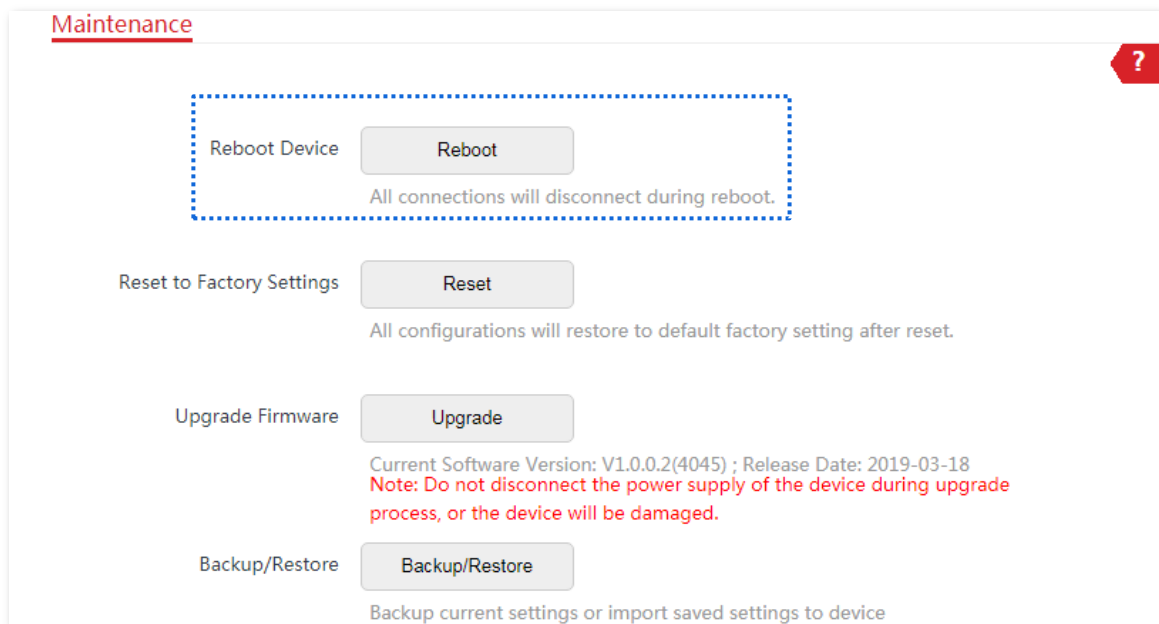 Maintenance
?
Reboot Device Reboot
All connections will disconnect during reboot.
Reset to Factory Settings Reset
All configurations will restore to default factory setting after reset.
Upgrade Firmware Upgrade
Current Software Version: V1.0.0.2(4045) ; Release Date: 2019-03-18
Note: Do not disconnect the power supply of the device during upgrade
process, or the device will be damaged.
Backup/Restore Backup/Restore
Backup current settings or import saved settings to device